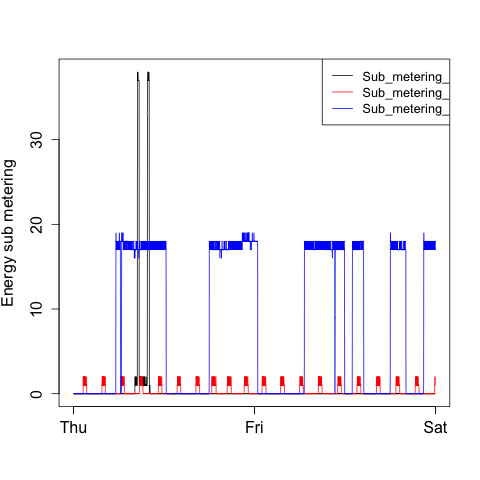 Sub_metering_
Sub_metering_
Sub_metering_
Energy sub metering
30
20
10
0
Thu Fri Sat